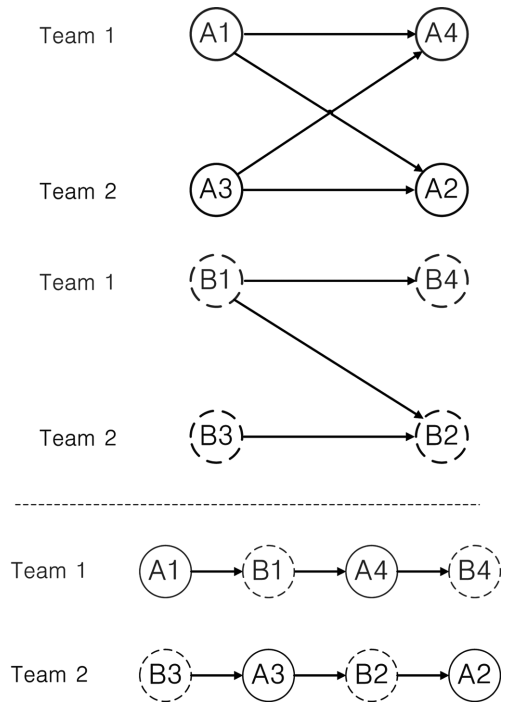 Team 1 A1 A4
Team 2 A3 A2
Team 1 B1 B4
Team 2 B3 B2
Team 1 A1 B1 A4 B4
Team 2 B3 A3 B2 A2